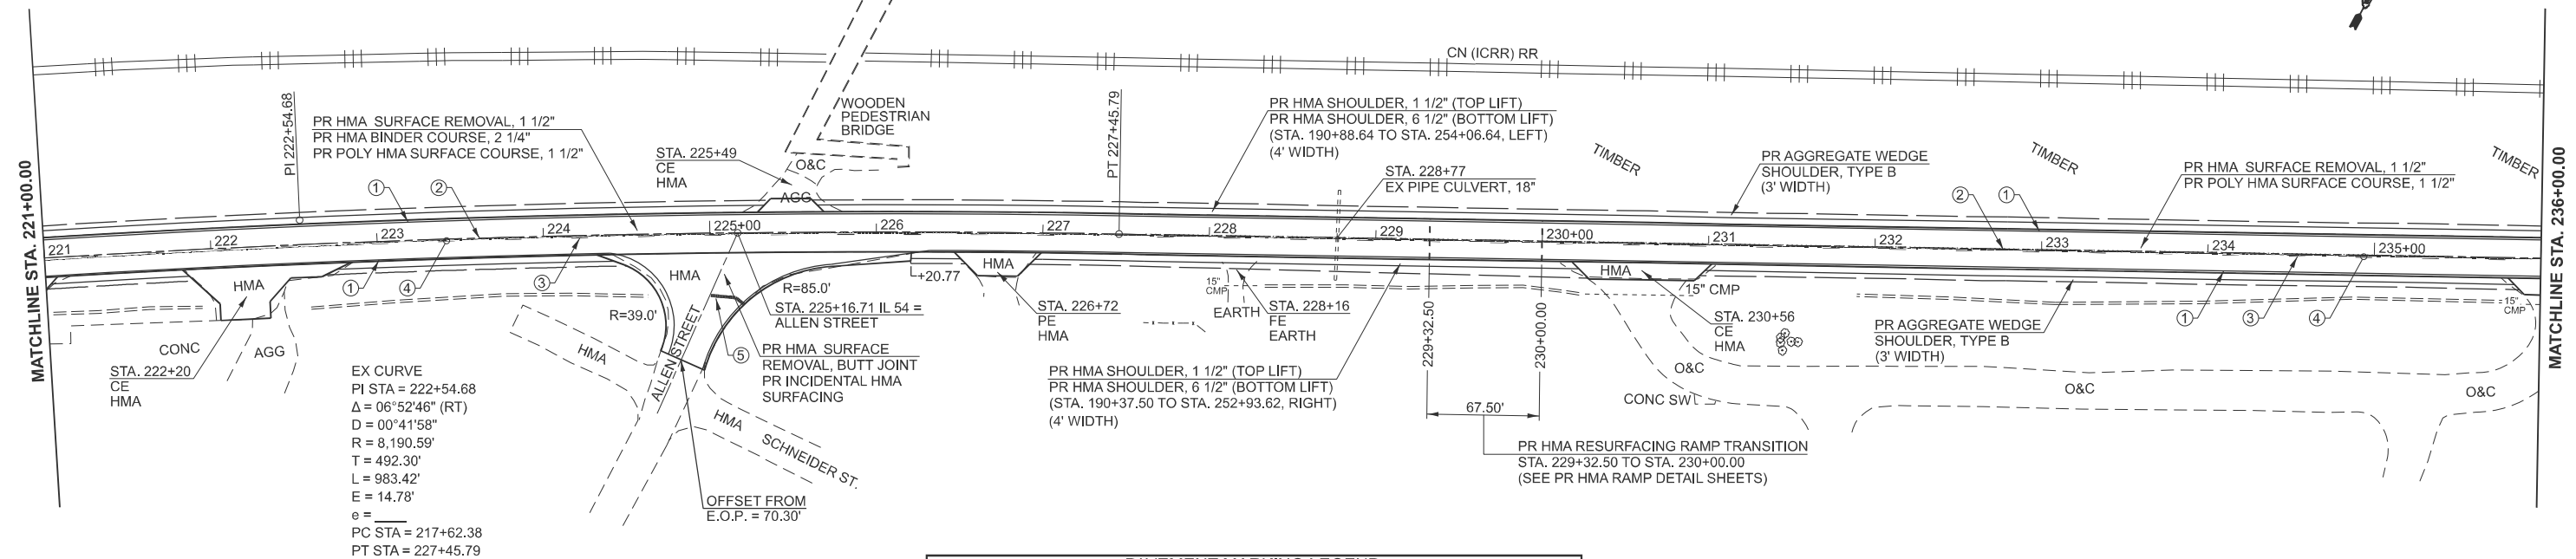 CN (ICRR) RR
MATCHLINE STA. 221+00.00
PI 222+54.68
PR HMA SURFACE REMOVAL, 1 1/2"
PR HMA BINDER COURSE, 2 1/4"
PR POLY HMA SURFACE COURSE, 1 1/2"
WOODEN
PEDESTRIAN
BRIDGE
O&C
STA. 225+49
CE
HMA
AGG
PT 227+45.79
PR HMA SHOULDER, 1 1/2" (TOP LIFT)
PR HMA SHOULDER, 6 1/2" (BOTTOM LIFT)
(STA. 190+88.64 TO STA. 254+06.64, LEFT)
(4' WIDTH)
STA. 228+77
EX PIPE CULVERT, 18"
TIMBER
PR AGGREGATE WEDGE
SHOULDER, TYPE B
(3' WIDTH)
TIMBER
PR HMA SURFACE REMOVAL, 1 1/2"
PR POLY HMA SURFACE COURSE, 1 1/2"
TIMBER
MATCHLINE STA. 236+00.00
1
2
2
1
221
222
223
224
225+00
226
227
228
229
230+00
231
232
233
234
235+00
1
4
3
1
3
4
HMA
CONC
AGG
STA. 222+20
CE
HMA
HMA
R=39.0'
R=85.0'
+20.77
STA. 225+16.71 IL 54 =
ALLEN STREET
5
PR HMA SURFACE
REMOVAL, BUTT JOINT
PR INCIDENTAL HMA
SURFACING
HMA
ALLEN STREET
HMA
SCHNEIDER ST.
OFFSET FROM
E.O.P. = 70.30'
HMA
STA. 226+72
PE
HMA
15"
CMP
EARTH
STA. 228+16
FE
EARTH
PR HMA SHOULDER, 1 1/2" (TOP LIFT)
PR HMA SHOULDER, 6 1/2" (BOTTOM LIFT)
(STA. 190+37.50 TO STA. 252+93.62, RIGHT)
(4' WIDTH)
229+32.50
230+00.00
67.50'
PR HMA RESURFACING RAMP TRANSITION
STA. 229+32.50 TO STA. 230+00.00
(SEE PR HMA RAMP DETAIL SHEETS)
HMA
15" CMP
STA. 230+56
CE
HMA
O&C
CONC SW
PR AGGREGATE WEDGE
SHOULDER, TYPE B
(3' WIDTH)
O&C
15"
CMP
O&C
EX CURVE
PI STA = 222+54.68
Δ = 06°52'46" (RT)
D = 00°41'58"
R = 8,190.59'
T = 492.30'
L = 983.42'
E = 14.78'
e = ____
PC STA = 217+62.38
PT STA = 227+45.79